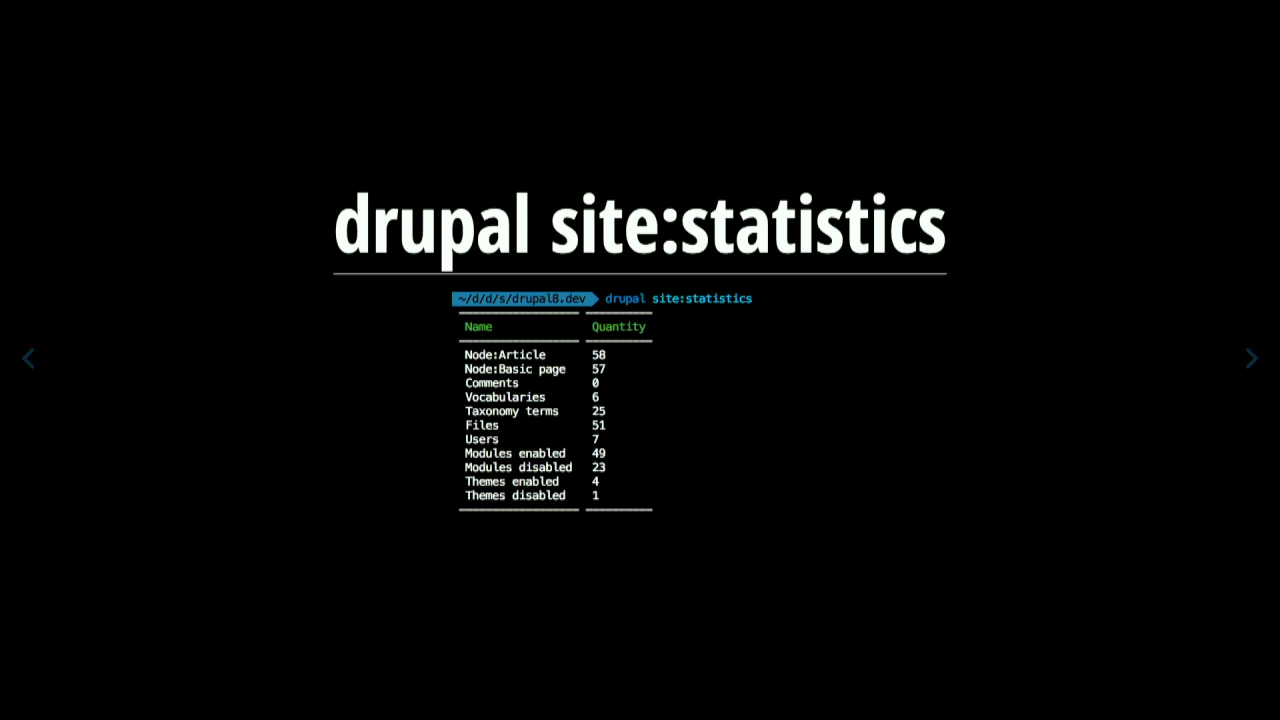 drupal site:statistics
~/d/d/s/drupal8.dev drupal site:statistics
Name Quantity
Node:Article 58
Node:Basic page 57
Comments 0
Vocabularies 6
Taxonomy terms 25
Files 51
Users 7
Modules enabled 49
Modules disabled 23
Themes enabled 4
Themes disabled 1